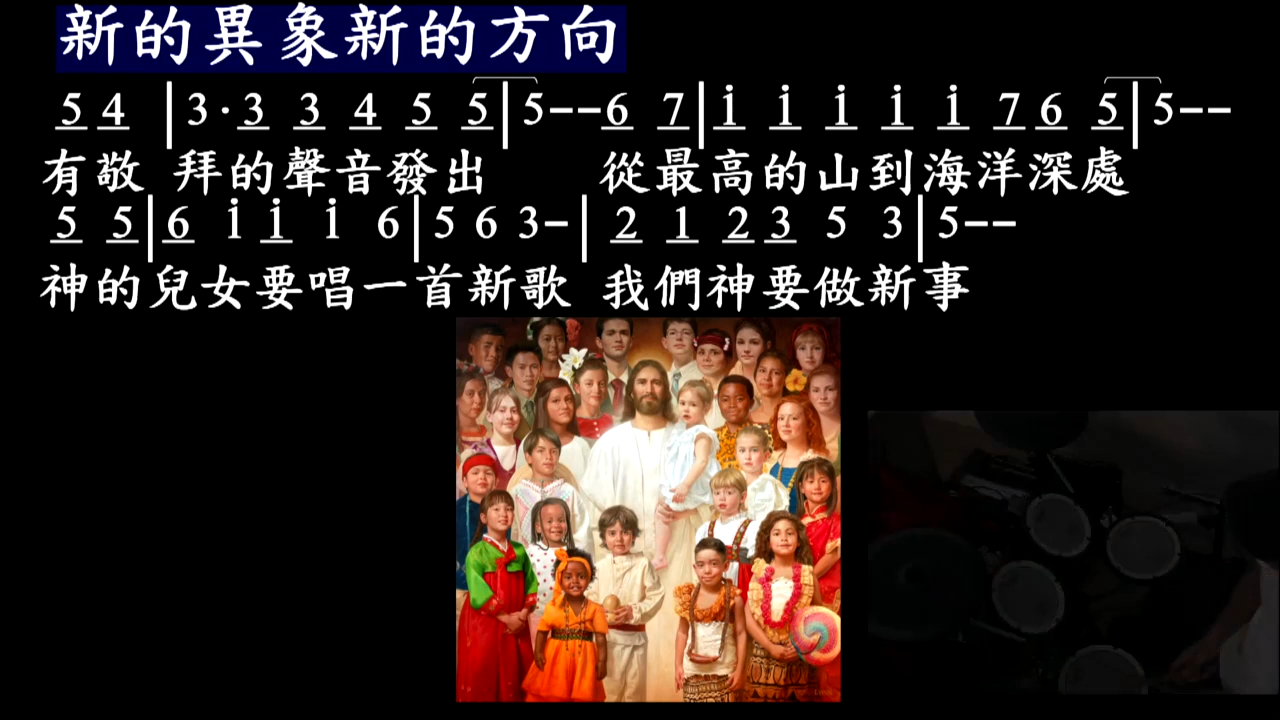 新的異象新的方向
5 4 | 3 · 3 3 4 5 5 | 5 – – 6 7 | i i i i i 7 6 5 | 5 – –
有敬 拜的聲音發出 從最高的山到海洋深處
5 5 | 6 i i i 6 | 5 6 3 – | 2 1 2 3 5 3 | 5 – –
神的兒女要唱一首新歌 我們神要做新事